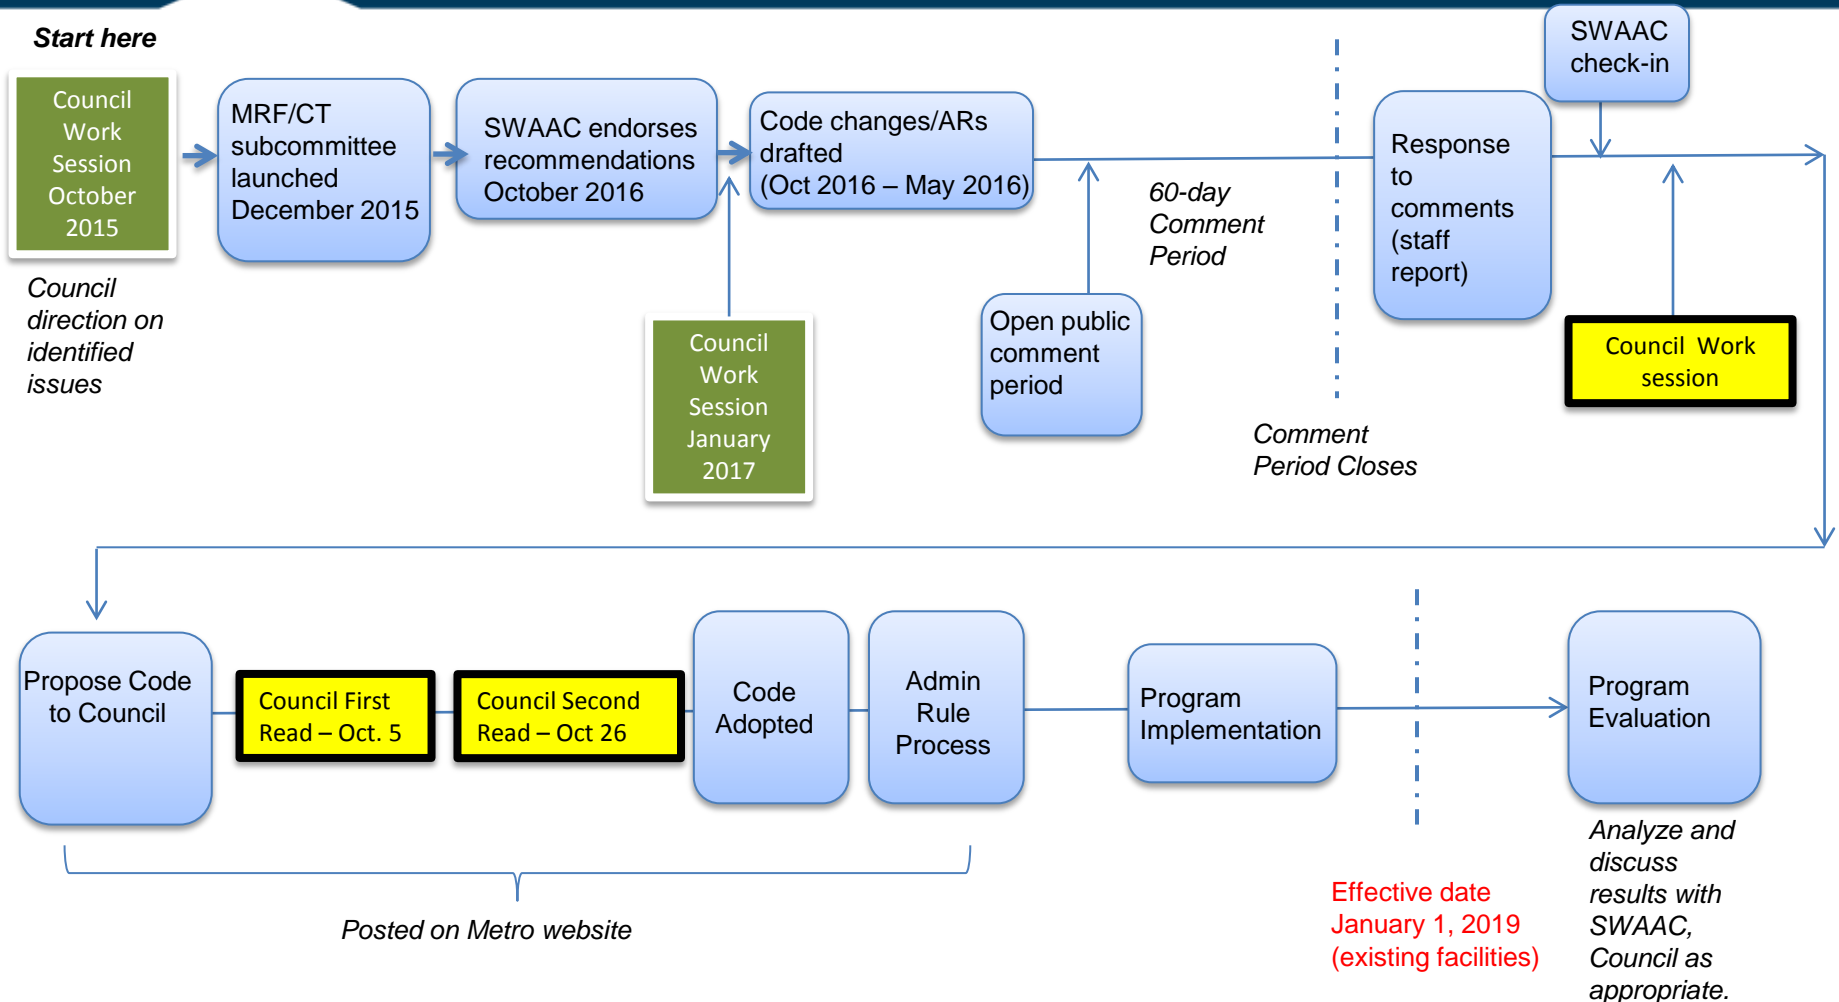 Start here
Council
Work
Session
October
2015
Council
direction on
identified
issues
MRF/CT
subcommittee
launched
December 2015
SWAAC endorses
recommendations
October 2016
Council
Work
Session
January
2017
Code changes/ARs
drafted
(Oct 2016 – May 2016)
Open public
comment
period
60-day
Comment
Period
Comment
Period Closes
Response
to
comments
(staff
report)
SWAAC
check-in
Council  Work
session
Propose Code
to Council
Council First
Read – Oct. 5
Council Second
Read – Oct 26
Code
Adopted
Admin
Rule
Process
Posted on Metro website
Program
Implementation
Effective date
January 1, 2019
(existing facilities)
Program
Evaluation
Analyze and
discuss
results with
SWAAC,
Council as
appropriate.